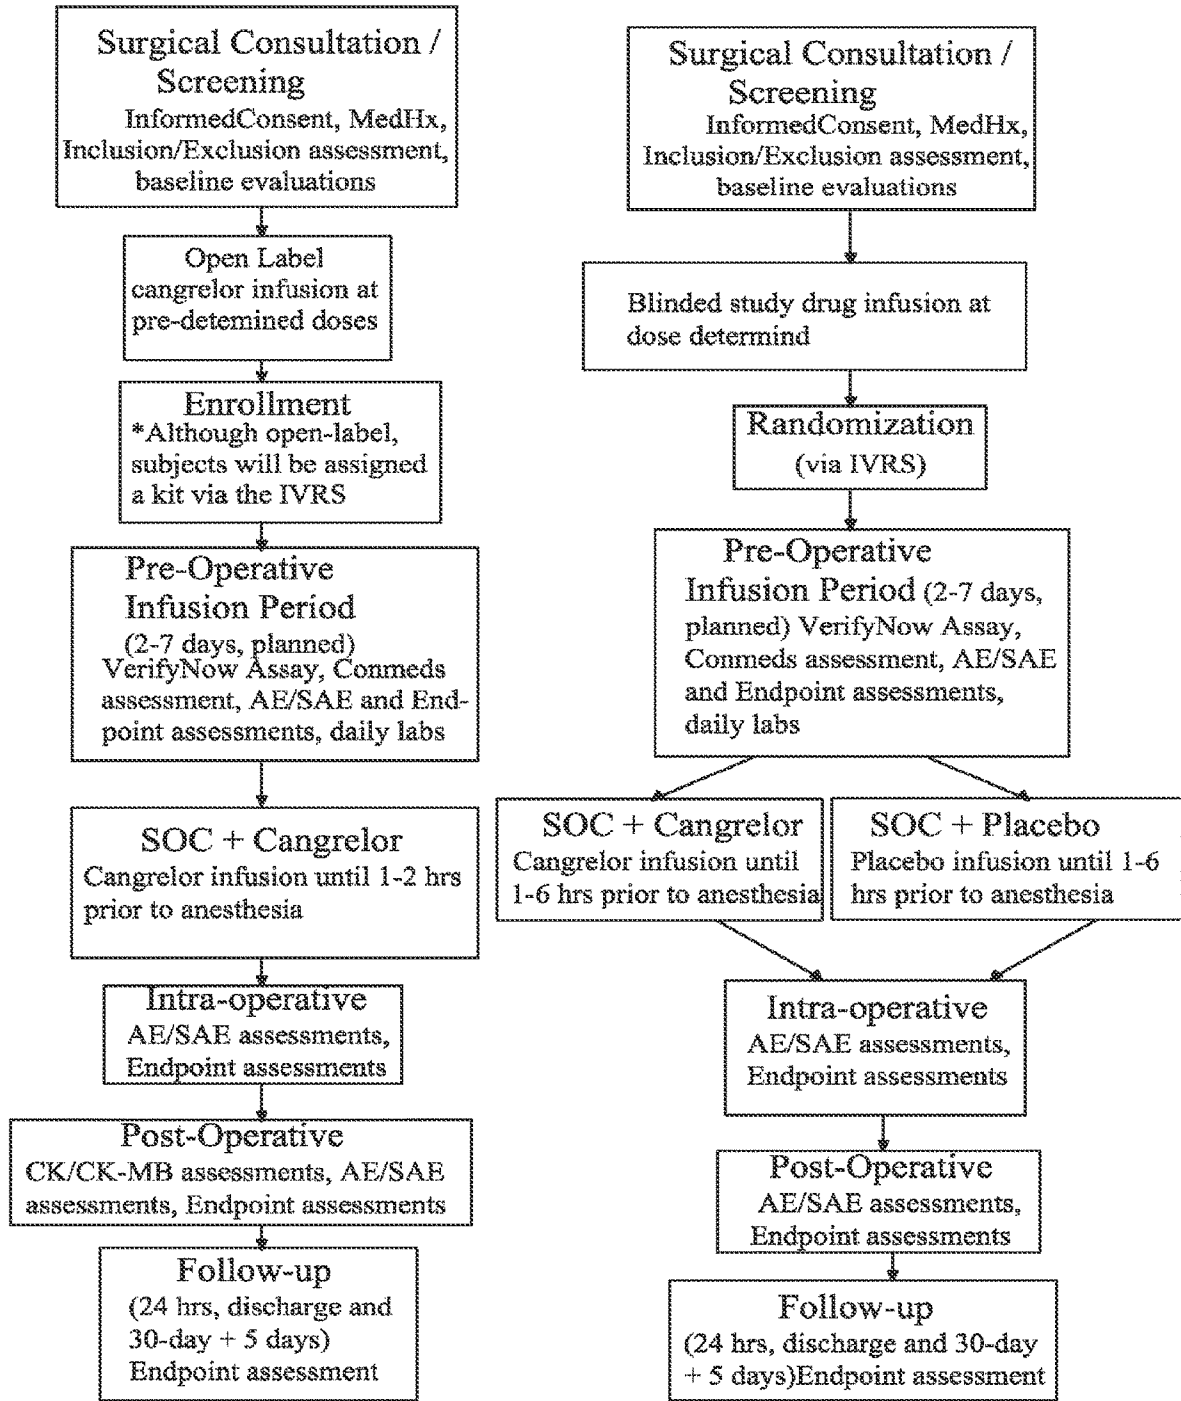 Surgical Consultation /
Screening
InformedConsent, MedHx,
Inclusion/Exclusion assessment,
baseline evaluations
Open Label
cangrelor infusion at
pre-detemined doses
Enrollment
*Although open-label,
subjects will be assigned
a kit via the IVRS
Pre-Operative
Infusion Period
(2-7 days, planned)
VerifyNow Assay, Conmeds
assessment, AE/SAE and End-
point assessments, daily labs
SOC + Cangrelor
Cangrelor infusion until 1-2 hrs
prior to anesthesia
Intra-operative
AE/SAE assessments,
Endpoint assessments
Post-Operative
CK/CK-MB assessments, AE/SAE
assessments, Endpoint assessments
Follow-up
(24 hrs, discharge and
30-day + 5 days)
Endpoint assessment
Surgical Consultation /
Screening
InformedConsent, MedHx,
Inclusion/Exclusion assessment,
baseline evaluations
Blinded study drug infusion at
dose determind
Randomization
(via IVRS)
Pre-Operative
Infusion Period (2-7 days,
planned) VerifyNow Assay,
Conmeds assessment, AE/SAE
and Endpoint assessments,
daily labs
SOC + Cangrelor
Cangrelor infusion until
1-6 hrs prior to anesthesia
SOC + Placebo
Placebo infusion until 1-6
hrs prior to anesthesia
Intra-operative
AE/SAE assessments,
Endpoint assessments
Post-Operative
AE/SAE assessments,
Endpoint assessments
Follow-up
(24 hrs, discharge and 30-day
+ 5 days)Endpoint assessment